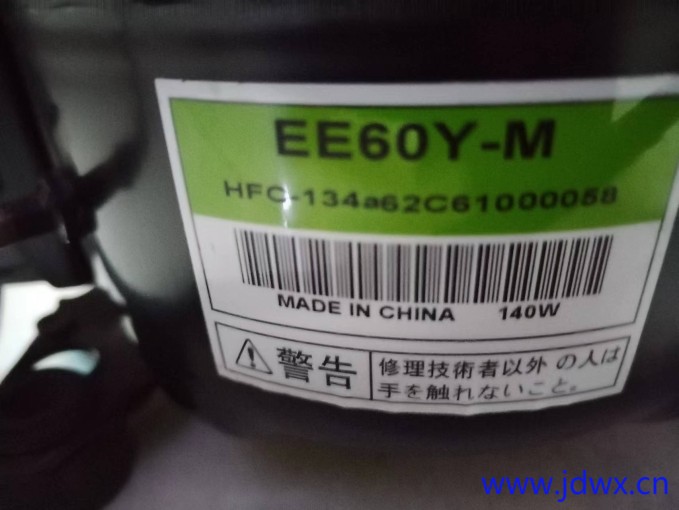 EE60Y-M
HFC-134a62C61000058
MADE IN CHINA 140W
警告
修理技術者以外の人は
手を触れないこと。
www.jdwx.cn